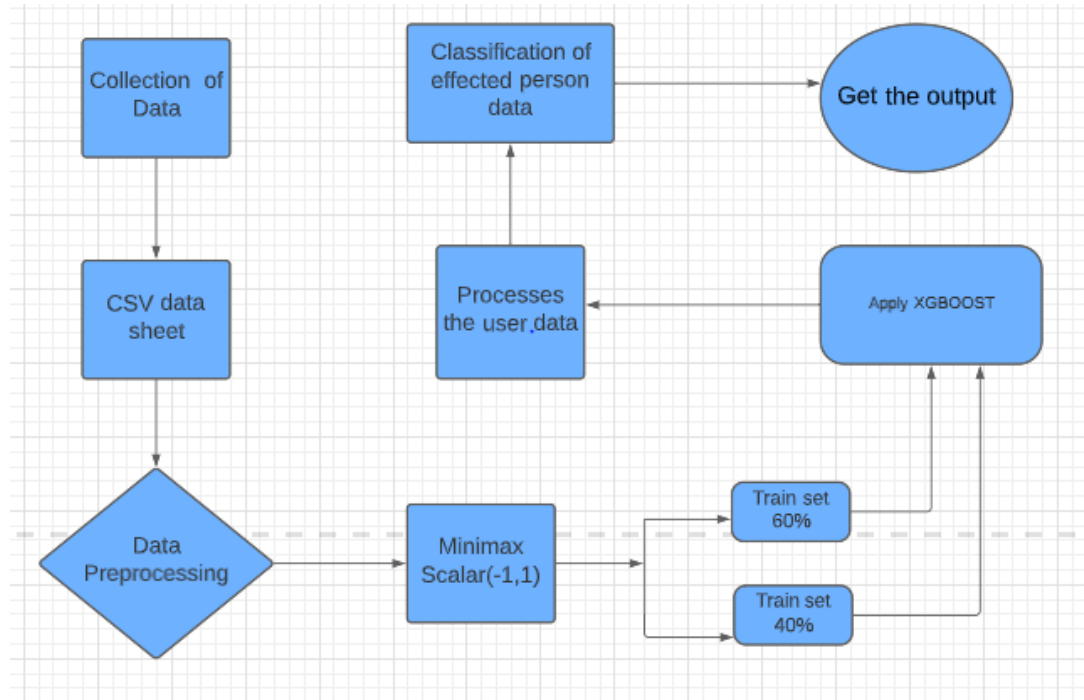 Collection of
Data
CSV data
sheet
Data
Preprocessing
Minimax
Scalar(-1,1)
Train set
60%
Train set
40%
Apply XGBOOST
Processes
the user.data
Classification of
effected person
data
Get the output